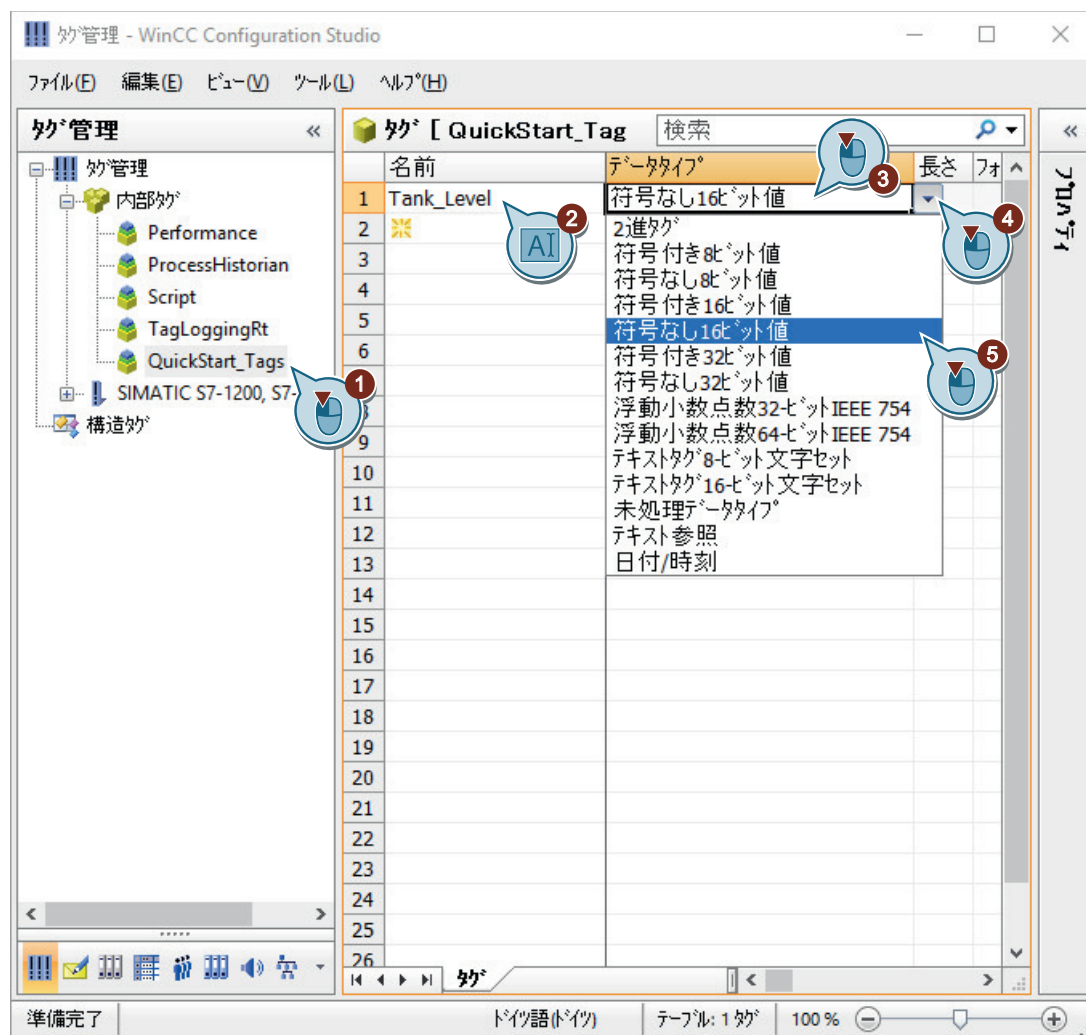 ﾀｸﾞ管理 - WinCC Configuration Studio
ﾌｧｲﾙ(F) 編集(E) ﾋﾞｭｰ(V) ﾂｰﾙ(L) ﾍﾙﾌﾟ(H)
ﾀｸﾞ管理 «
ﾀｸﾞ管理
内部ﾀｸﾞ
Performance
ProcessHistorian
Script
TagLoggingRt
QuickStart_Tags
1
SIMATIC S7-1200, S7-
構造ﾀｸﾞ
ﾀｸﾞ [ QuickStart_Tag 検索
名前 ﾃﾞｰﾀﾀｲﾌﾟ 長さ ﾌｫ
1 Tank_Level 符号なし16ﾋﾞｯﾄ値
2 3 4 5
AI
2進ﾀｸﾞ
符号付き8ﾋﾞｯﾄ値
符号なし8ﾋﾞｯﾄ値
符号付き16ﾋﾞｯﾄ値
符号なし16ﾋﾞｯﾄ値
符号付き32ﾋﾞｯﾄ値
符号なし32ﾋﾞｯﾄ値
浮動小数点数32-ﾋﾞｯﾄIEEE 754
浮動小数点数64-ﾋﾞｯﾄIEEE 754
ﾃｷｽﾄﾀｸﾞ8-ﾋﾞｯﾄ文字ｾｯﾄ
ﾃｷｽﾄﾀｸﾞ16-ﾋﾞｯﾄ文字ｾｯﾄ
未処理ﾃﾞｰﾀﾀｲﾌﾟ
ﾃｷｽﾄ参照
日付/時刻
2
3
4
5
6
8
9
10
11
12
13
14
15
16
17
18
19
20
21
22
23
24
25
26
ﾀｸﾞ
«
ﾌﾟﾛﾊﾟﾃｨ
準備完了 ﾄﾞｲﾂ語(ﾄﾞｲﾂ) ﾃｰﾌﾞﾙ: 1 ﾀｸﾞ 100 %